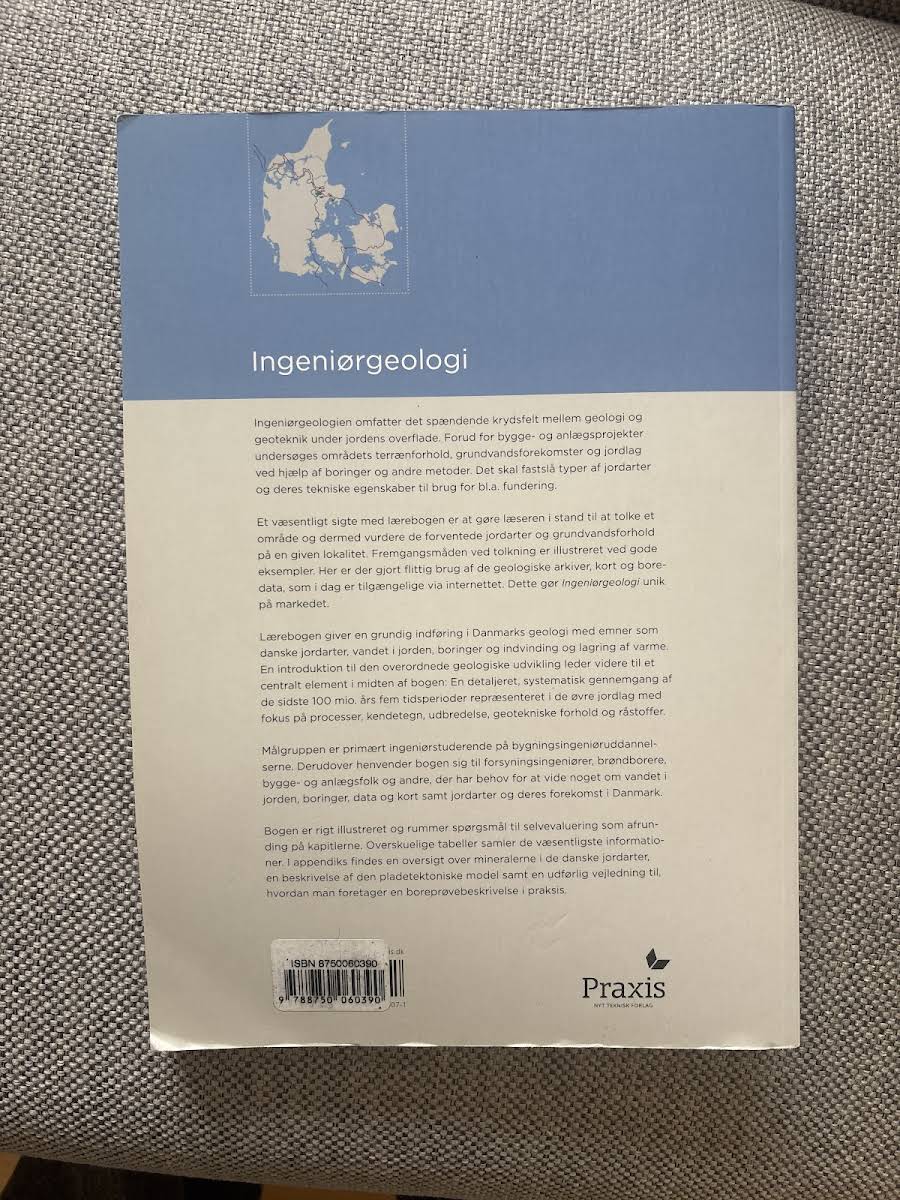 Ingeniørgeologi
Ingeniørgeologien omfatter det spændende krydsfelt mellem geologi og
geoteknik under jordens overflade. Forud for bygge- og anlægsprojekter
undersøges områdets terrænforhold, grundvandsforekomster og jordlag
ved hjælp af boringer og andre metoder. Det skal fastslå typer af jordarter
og deres tekniske egenskaber til brug for bl.a. fundering.
Et væsentligt sigte med lærebogen er at gøre læseren i stand til at tolke et
område og dermed vurdere de forventede jordarter og grundvandsforhold
på en given lokalitet. Fremgangsmåden ved tolkning er illustreret ved gode
eksempler. Her er der gjort flittig brug af de geologiske arkiver, kort og bore-
data, som i dag er tilgængelige via internettet. Dette gør Ingeniørgeologi unik
på markedet.
Lærebogen giver en grundig indføring i Danmarks geologi med emner som
danske jordarter, vandet i jorden, boringer og indvinding og lagring af varme.
En introduktion til den overordnede geologiske udvikling leder videre til et
centralt element i midten af bogen: En detaljeret, systematisk gennemgang af
de sidste 100 mio. års fem tidsperioder repræsenteret i de øvre jordlag med
fokus på processer, kendetegn, udbredelse, geotekniske forhold og råstoffer.
Målgruppen er primært ingeniørstuderende på bygningsingeniøruddannel-
serne. Derudover henvender bogen sig til forsyningsingeniører, brøndborere,
bygge- og anlægsfolk og andre, der har behov for at vide noget om vandet i
jorden, boringer, data og kort samt jordarter og deres forekomst i Danmark.
Bogen er rigt illustreret og rummer spørgsmål til selvevaluering som afrun-
ding på kapitlerne. Overskuelige tabeller samler de væsentligste informatio-
ner. I appendiks findes en oversigt over mineralerne i de danske jordarter,
en beskrivelse af den pladetektoniske model samt en udførlig vejledning til,
hvordan man foretager en boreprøvebeskrivelse i praksis.
is.dk
ISBN 8750060390
9 788750 060390
07-1
Praxis
NYT TEKNISK FORLAG